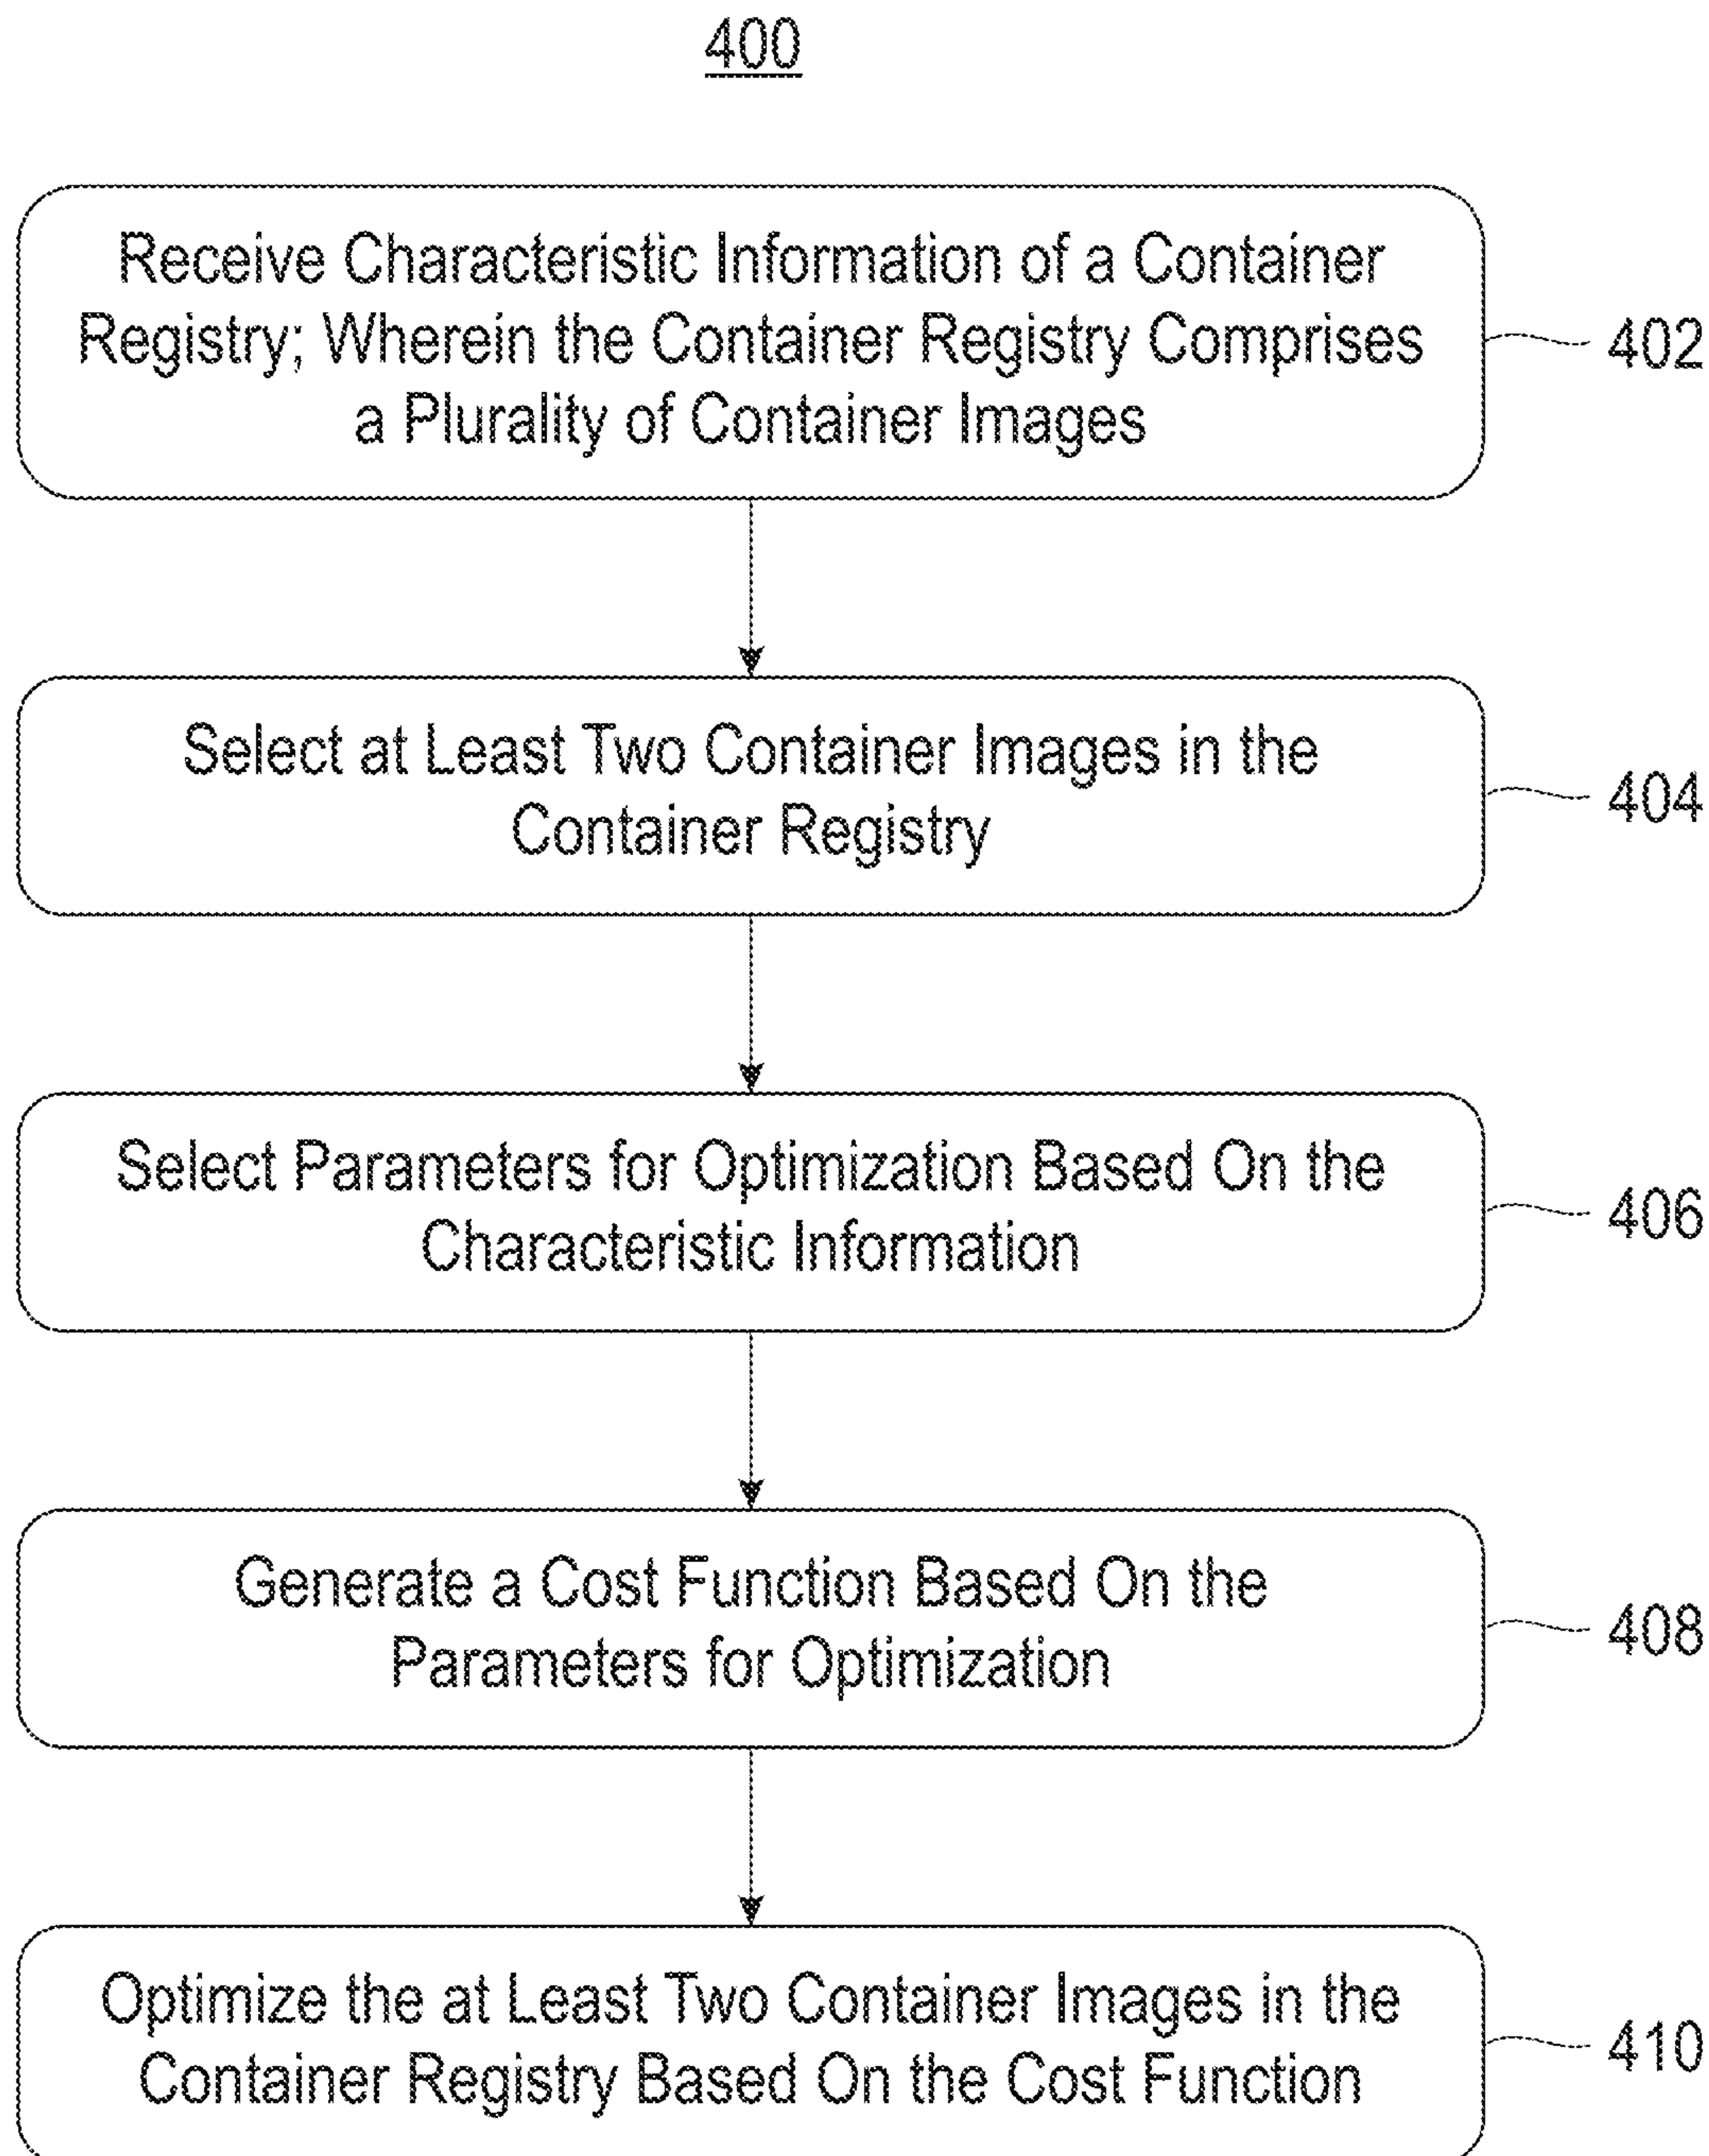 400
Receive Characteristic Information of a Container
Registry; Wherein the Container Registry Comprises
a Plurality of Container Images
402
Select at Least Two Container Images in the
Container Registry
404
Select Parameters for Optimization Based On the
Characteristic Information
406
Generate a Cost Function Based On the
Parameters for Optimization
408
Optimize the at Least Two Container Images in the
Container Registry Based On the Cost Function
410